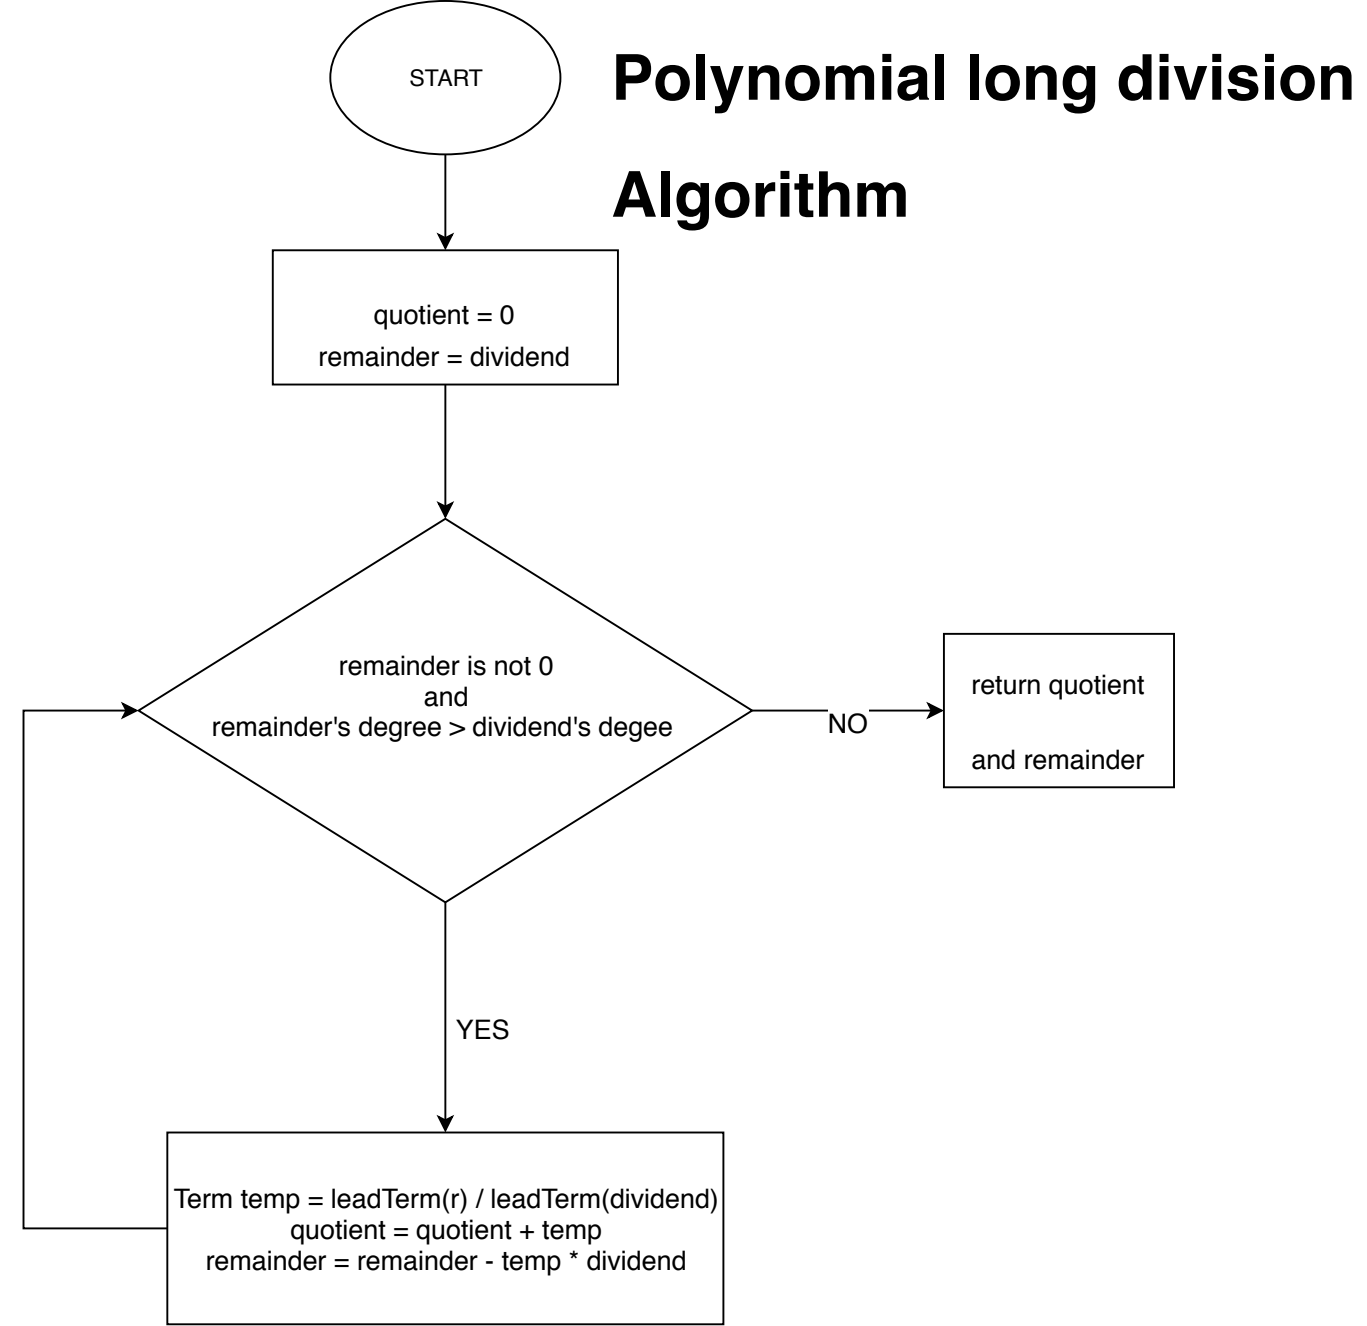 START
Polynomial long division
Algorithm
quotient = 0
remainder = dividend
remainder is not 0
and
remainder's degree > dividend's degee
NO
return quotient
and remainder
YES
Term temp = leadTerm(r) / leadTerm(dividend)
quotient = quotient + temp
remainder = remainder - temp * dividend